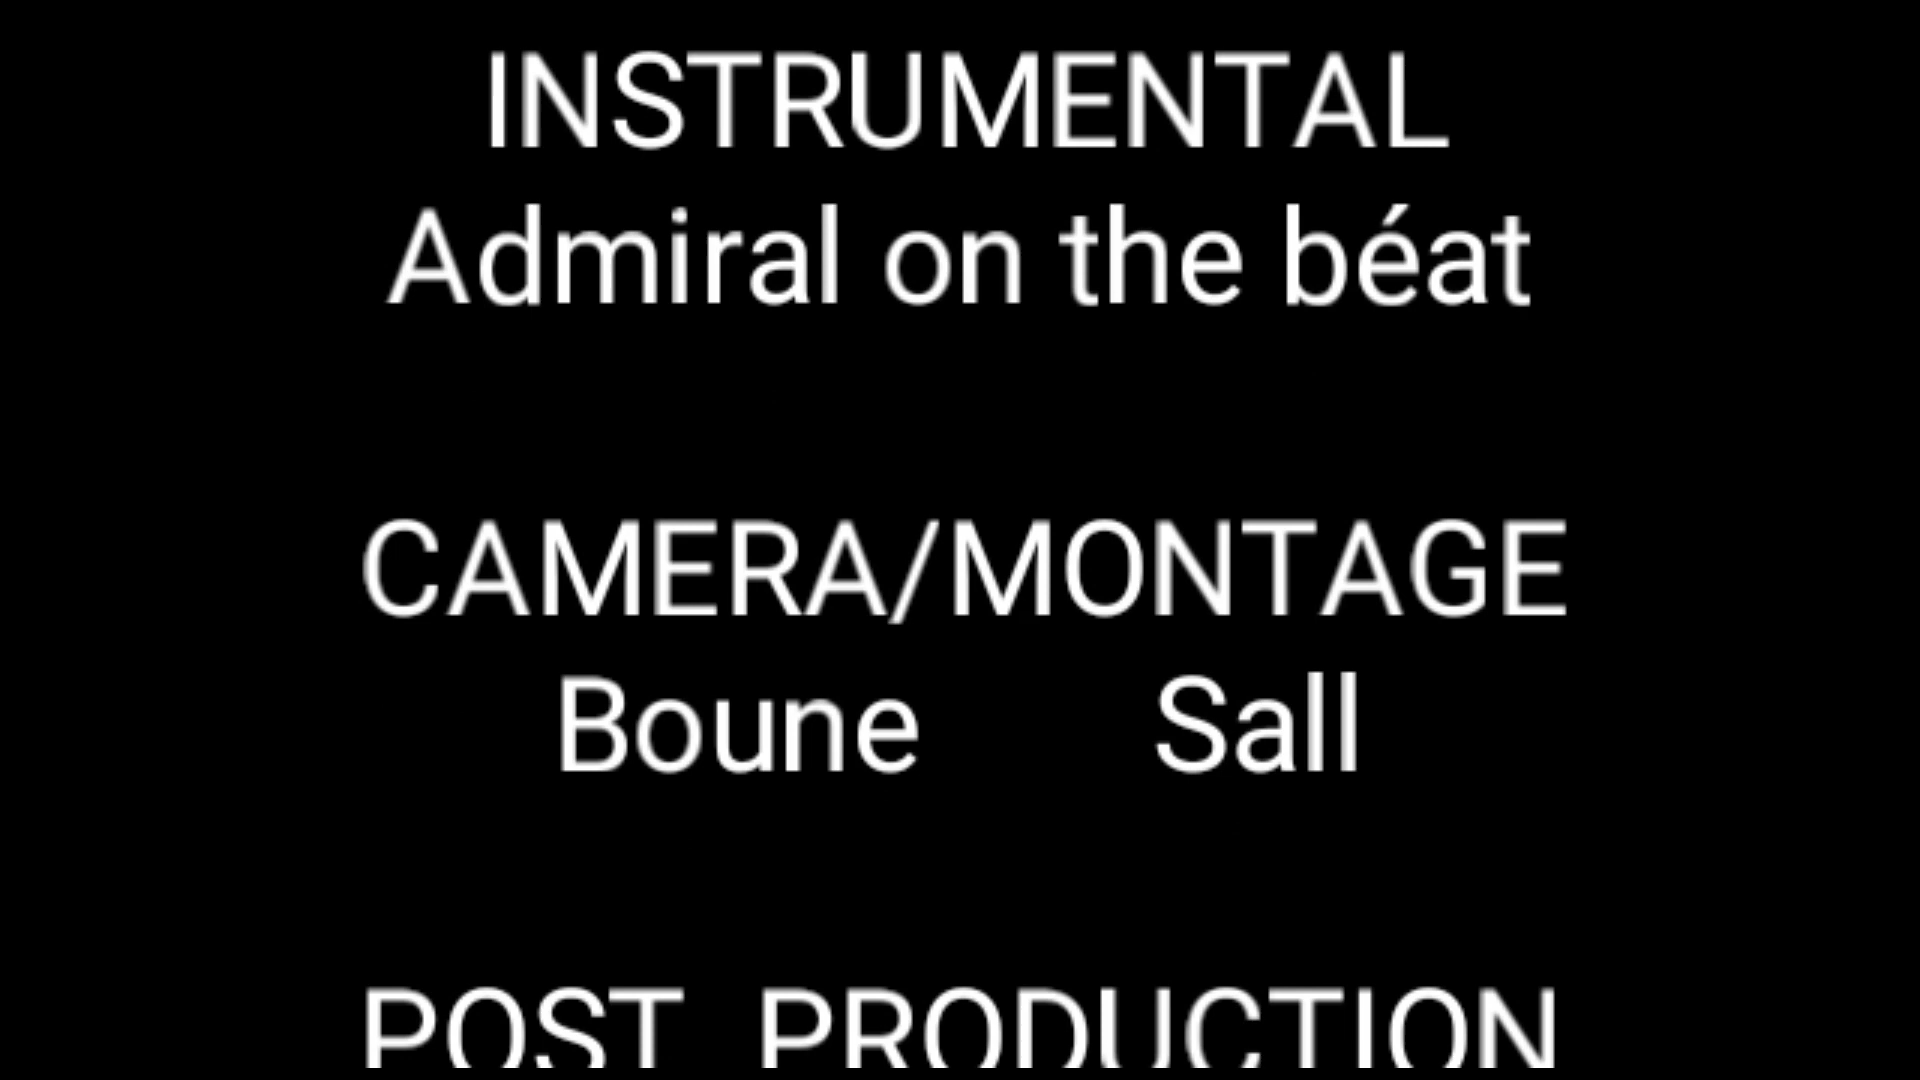 INSTRUMENTAL
Admiral on the béat
CAMERA/MONTAGE
Boune Sall
POST PRODUCTION